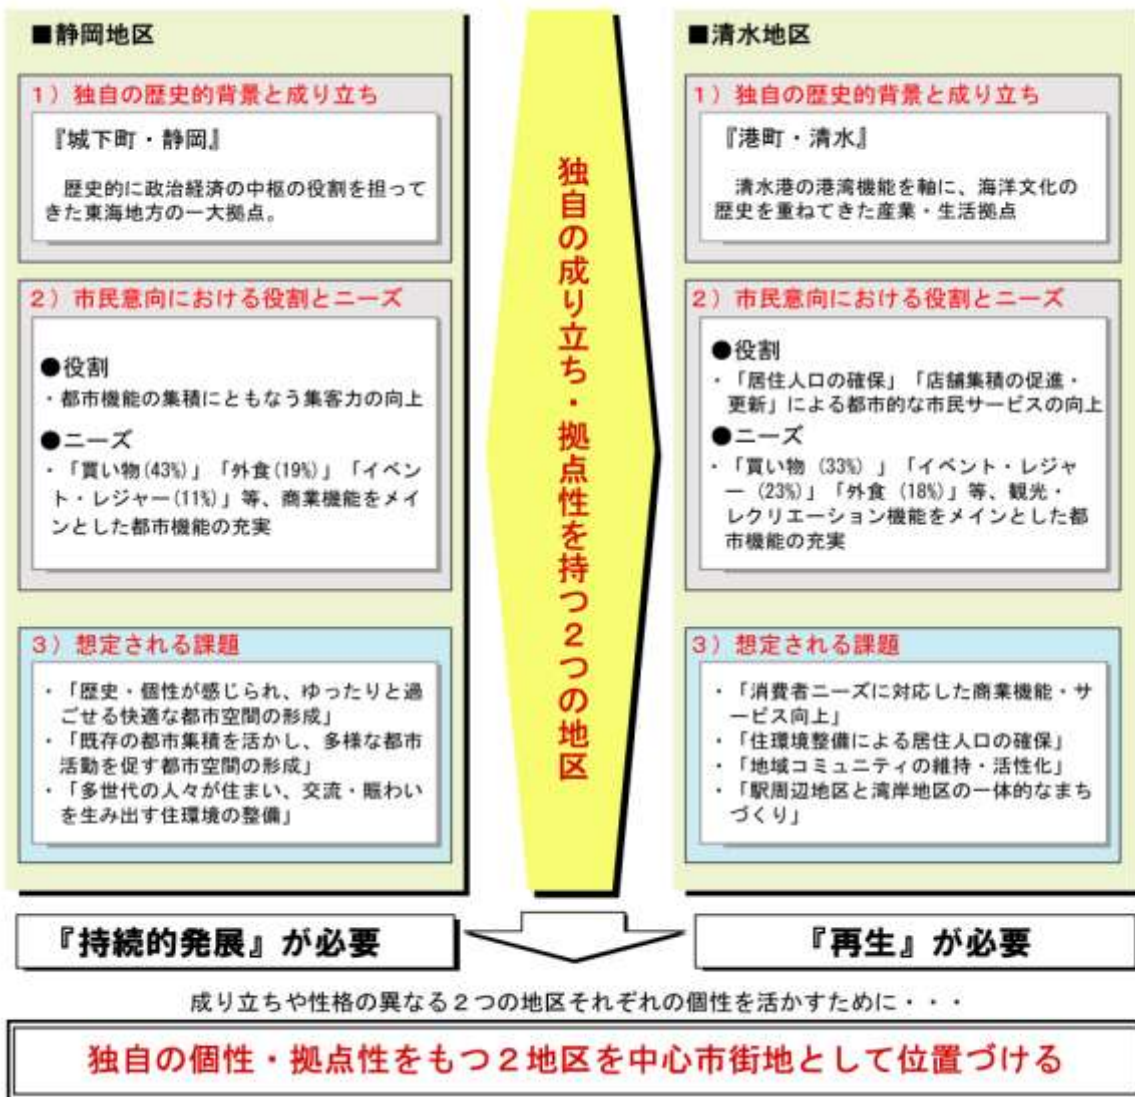 ■静岡地区
1)独自の歴史的背景と成り立ち
『城下町・静岡』
歴史的に政治経済の中枢の役割を担って
きた東海地方の一大拠点。
2)市民意向における役割とニーズ
●役割
・都市機能の集積にともなう集客力の向上
●ニーズ
・「買い物(43%)」「外食(19%)」「イベン
ト・レジャー(11%)」等、商業機能をメイ
ンとした都市機能の充実
3)想定される課題
・「歴史・個性が感じられ、ゆったりと過
ごせる快適な都市空間の形成」
・「既存の都市集積を活かし、多様な都市
活動を促す都市空間の形成」
・「多世代の人々が住まい、交流・賑わい
を生み出す住環境の整備」
『持続的発展』が必要
独自の成り立ち・拠点性を持つ2つの地区
■清水地区
1)独自の歴史的背景と成り立ち
『港町・清水』
清水港の港湾機能を軸に、海洋文化の
歴史を重ねてきた産業・生活拠点
2)市民意向における役割とニーズ
●役割
・「居住人口の確保」「店舗集積の促進・
更新」による都市的な市民サービスの向上
●ニーズ
・「買い物(33%)」「イベント・レジャ
ー(23%)」「外食(18%)」等、観光・
レクリエーション機能をメインとした都
市機能の充実
3)想定される課題
・「消費者ニーズに対応した商業機能・サ
ービス向上」
・「住環境整備による居住人口の確保」
・「地域コミュニティの維持・活性化」
・「駅周辺地区と湾岸地区の一体的なまち
づくり」
『再生』が必要
成り立ちや性格の異なる2つの地区それぞれの個性を活かすために・・・
独自の個性・拠点性をもつ2地区を中心市街地として位置づける